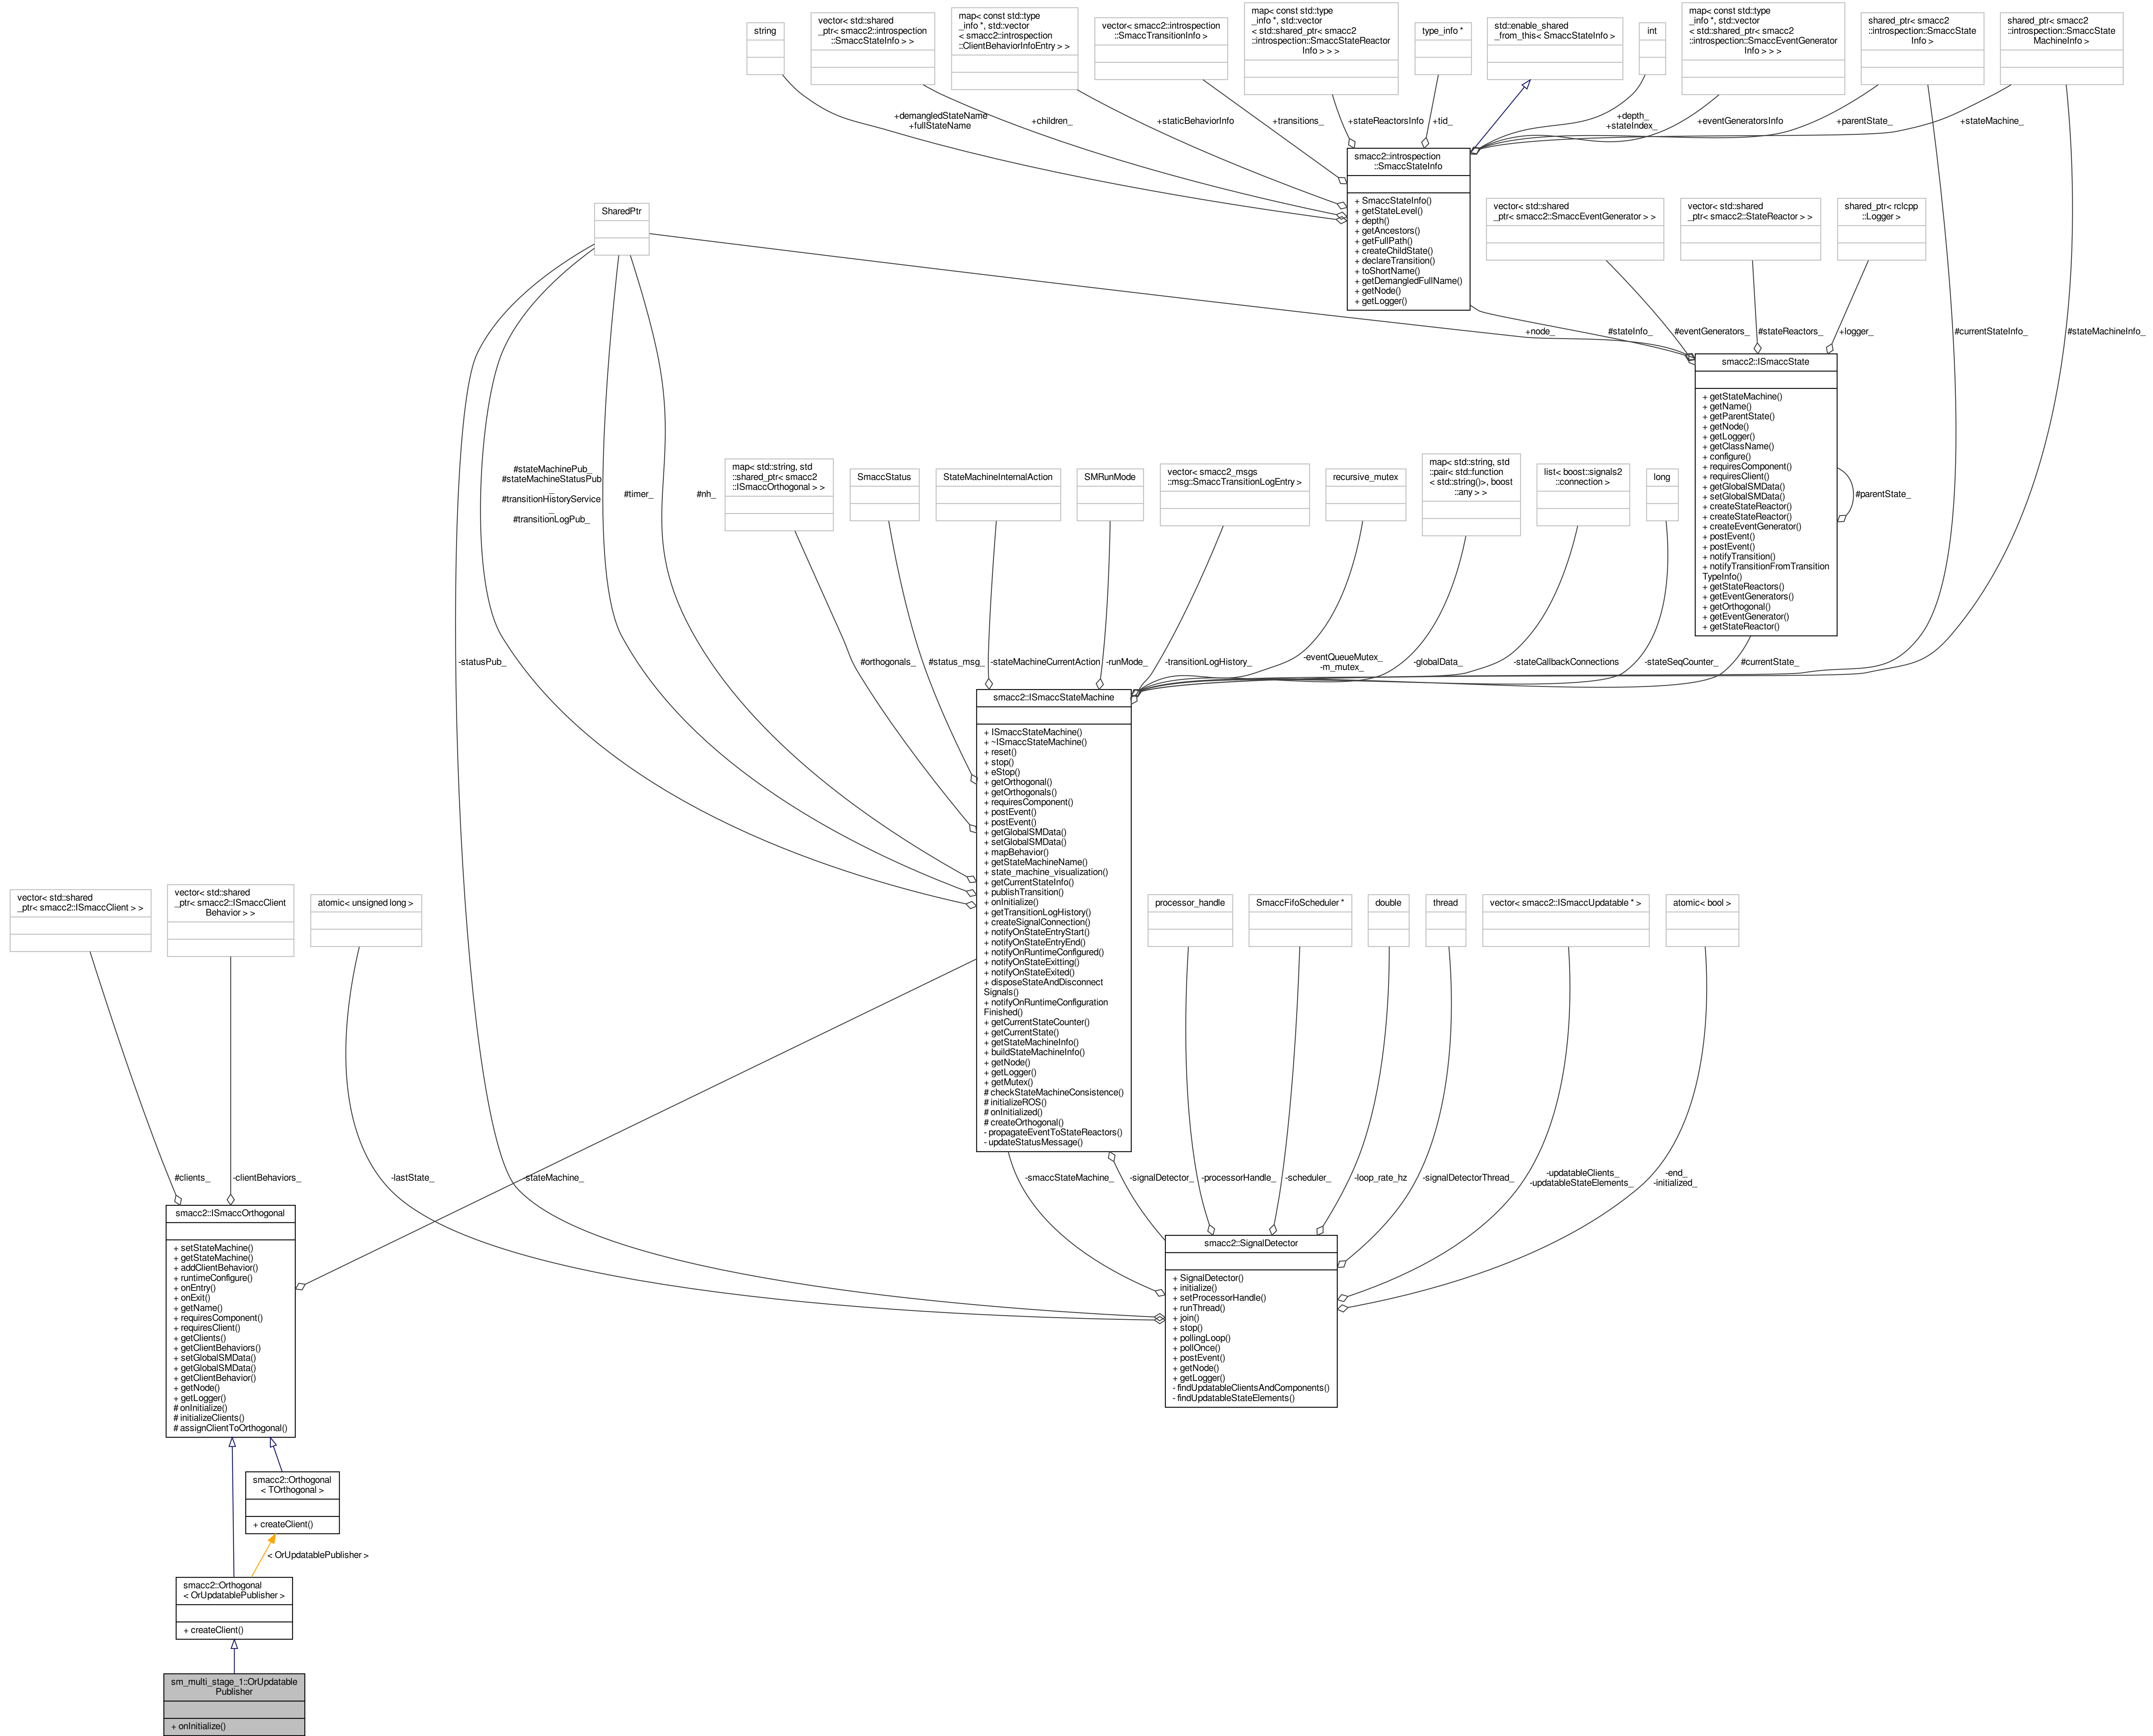 string
vector< std::shared
_ptr< smacc2::introspection
::SmaccStateInfo > >
map< const std::type
_info *, std::vector
< smacc2::introspection
::ClientBehaviorInfoEntry > >
vector< smacc2::introspection
::SmaccTransitionInfo >
map< const std::type
_info *, std::vector
< std::shared_ptr< smacc2
::introspection::SmaccStateReactor
Info > > >
type_info *
std::enable_shared
_from_this< SmaccStateInfo >
int
map< const std::type
_info *, std::vector
< std::shared_ptr< smacc2
::introspection::SmaccEventGenerator
Info > > >
shared_ptr< smacc2
::introspection::SmaccState
Info >
shared_ptr< smacc2
::introspection::SmaccState
MachineInfo >
+demangledStateName
+fullStateName
+children_
+staticBehaviorInfo
+transitions_
+stateReactorsInfo
+tid_
+depth_
+stateIndex_
+eventGeneratorsInfo
+parentState_
+stateMachine_
smacc2::introspection
::SmaccStateInfo
+ SmaccStateInfo()
+ getStateLevel()
+ depth()
+ getAncestors()
+ getFullPath()
+ createChildState()
+ declareTransition()
+ toShortName()
+ getDemangledFullName()
+ getNode()
+ getLogger()
SharedPtr
vector< std::shared
_ptr< smacc2::SmaccEventGenerator > >
vector< std::shared
_ptr< smacc2::StateReactor > >
shared_ptr< rclcpp
::Logger >
+node_
#stateInfo_
#eventGenerators_
#stateReactors_
+logger_
#currentStateInfo_
#stateMachineInfo_
smacc2::ISmaccState
+ getStateMachine()
+ getName()
+ getParentState()
+ getNode()
+ getLogger()
+ getClassName()
+ configure()
+ requiresComponent()
+ requiresClient()
+ getGlobalSMData()
+ setGlobalSMData()
+ createStateReactor()
+ createStateReactor()
+ createEventGenerator()
+ postEvent()
+ postEvent()
+ notifyTransition()
+ notifyTransitionFromTransition
TypeInfo()
+ getStateReactors()
+ getEventGenerators()
+ getOrthogonal()
+ getEventGenerator()
+ getStateReactor()
#parentState_
#stateMachinePub_
#stateMachineStatusPub
_
#transitionHistoryService
_
#transitionLogPub_
#timer_
#nh_
map< std::string, std
::shared_ptr< smacc2
::ISmaccOrthogonal > >
SmaccStatus
StateMachineInternalAction
SMRunMode
vector< smacc2_msgs
::msg::SmaccTransitionLogEntry >
recursive_mutex
map< std::string, std
::pair< std::function
< std::string()>, boost
::any > >
list< boost::signals2
::connection >
long
-statusPub_
#orthogonals_
#status_msg_
-stateMachineCurrentAction
-runMode_
-transitionLogHistory_
-eventQueueMutex_
-m_mutex_
-globalData_
-stateCallbackConnections
-stateSeqCounter_
#currentState_
smacc2::ISmaccStateMachine
+ ISmaccStateMachine()
+ ~ISmaccStateMachine()
+ reset()
+ stop()
+ eStop()
+ getOrthogonal()
+ getOrthogonals()
+ requiresComponent()
+ postEvent()
+ postEvent()
+ getGlobalSMData()
+ setGlobalSMData()
+ mapBehavior()
+ getStateMachineName()
+ state_machine_visualization()
+ getCurrentStateInfo()
+ publishTransition()
+ onInitialize()
+ getTransitionLogHistory()
+ createSignalConnection()
+ notifyOnStateEntryStart()
+ notifyOnStateEntryEnd()
+ notifyOnRuntimeConfigured()
+ notifyOnStateExitting()
+ notifyOnStateExited()
+ disposeStateAndDisconnect
Signals()
+ notifyOnRuntimeConfiguration
Finished()
+ getCurrentStateCounter()
+ getCurrentState()
+ getStateMachineInfo()
+ buildStateMachineInfo()
+ getNode()
+ getLogger()
+ getMutex()
# checkStateMachineConsistence()
# initializeROS()
# onInitialized()
# createOrthogonal()
- propagateEventToStateReactors()
- updateStatusMessage()
vector< std::shared
_ptr< smacc2::ISmaccClient > >
vector< std::shared
_ptr< smacc2::ISmaccClient
Behavior > >
atomic< unsigned long >
processor_handle
SmaccFifoScheduler *
double
thread
vector< smacc2::ISmaccUpdatable * >
atomic< bool >
#clients_
-clientBehaviors_
-lastState_
-stateMachine_
-smaccStateMachine_
-signalDetector_
-processorHandle_
-scheduler_
-loop_rate_hz
-signalDetectorThread_
-updatableClients_
-updatableStateElements_
-end_
-initialized_
smacc2::ISmaccOrthogonal
+ setStateMachine()
+ getStateMachine()
+ addClientBehavior()
+ runtimeConfigure()
+ onEntry()
+ onExit()
+ getName()
+ requiresComponent()
+ requiresClient()
+ getClients()
+ getClientBehaviors()
+ setGlobalSMData()
+ getGlobalSMData()
+ getClientBehavior()
+ getNode()
+ getLogger()
# onInitialize()
# initializeClients()
# assignClientToOrthogonal()
smacc2::SignalDetector
+ SignalDetector()
+ initialize()
+ setProcessorHandle()
+ runThread()
+ join()
+ stop()
+ pollingLoop()
+ pollOnce()
+ postEvent()
+ getNode()
+ getLogger()
- findUpdatableClientsAndComponents()
- findUpdatableStateElements()
smacc2::Orthogonal
< TOrthogonal >
+ createClient()
< OrUpdatablePublisher >
smacc2::Orthogonal
< OrUpdatablePublisher >
+ createClient()
sm_multi_stage_1::OrUpdatable
Publisher
+ onInitialize()